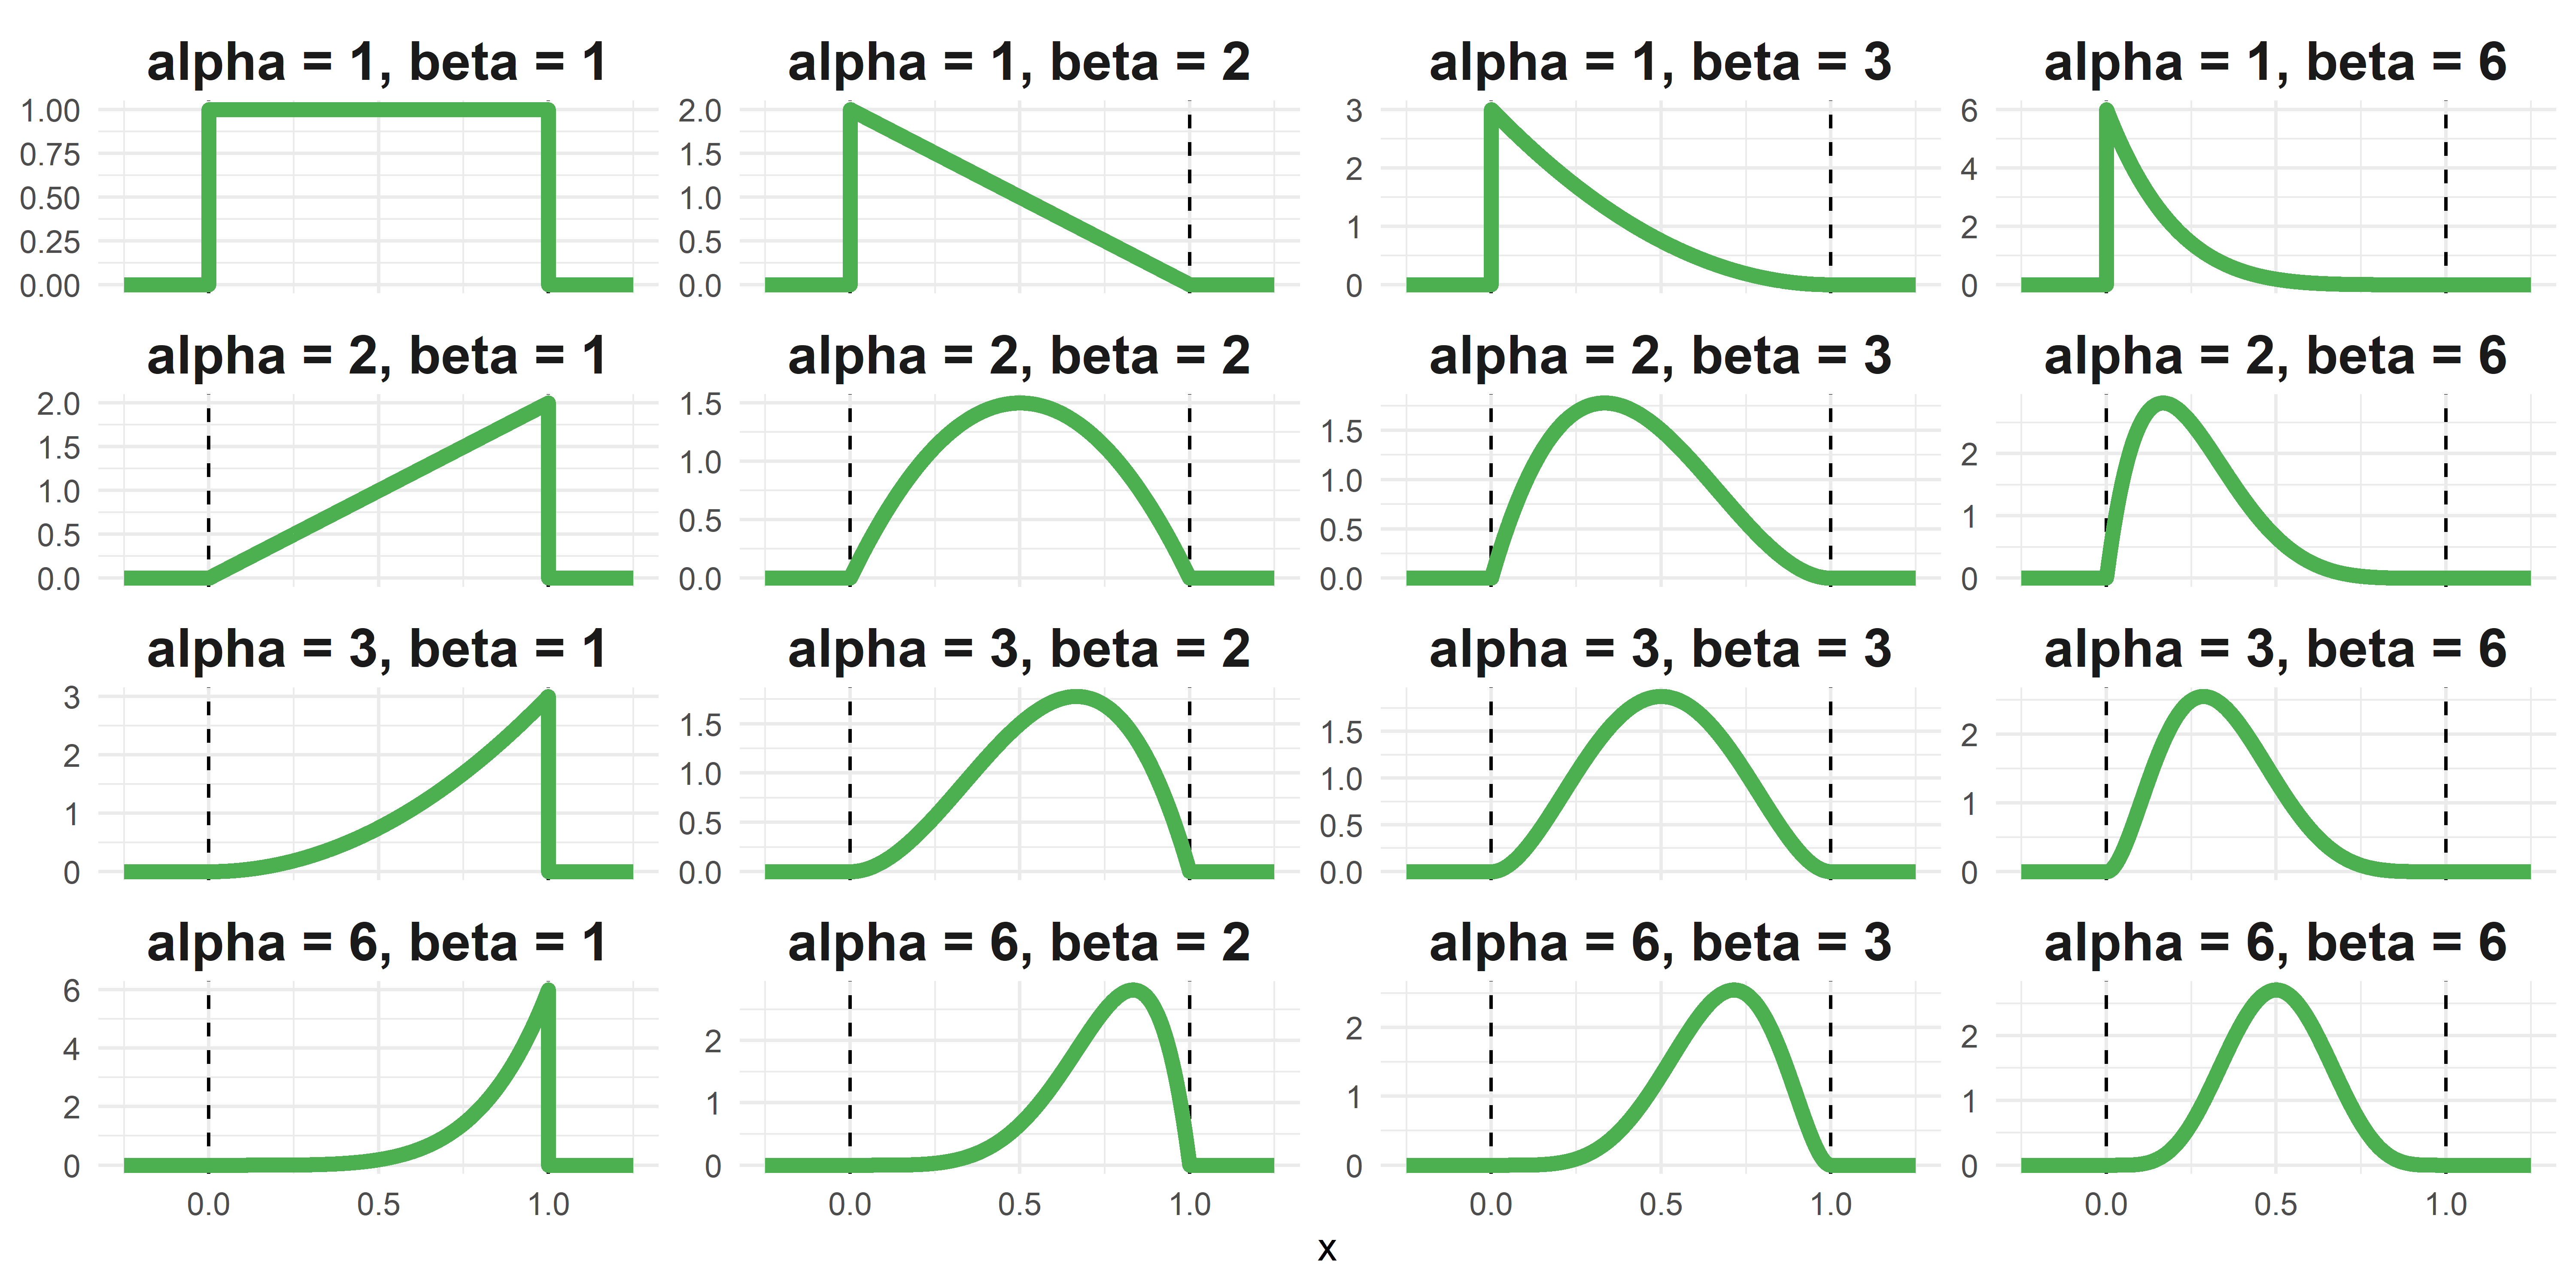 alpha = 1, beta = 1
alpha = 1, beta = 2
alpha = 1, beta = 3
alpha = 1, beta = 6
1.00
0.75
0.50
0.25
0.00
2.0
1.5
1.0
0.5
0.0
3
2
1
0
6
4
2
0
alpha = 2, beta = 1
alpha = 2, beta = 2
alpha = 2, beta = 3
alpha = 2, beta = 6
2.0
1.5
1.0
0.5
0.0
1.5
1.0
0.5
0.0
1.5
1.0
0.5
0.0
2
1
0
alpha = 3, beta = 1
alpha = 3, beta = 2
alpha = 3, beta = 3
alpha = 3, beta = 6
3
2
1
0
1.5
1.0
0.5
0.0
1.5
1.0
0.5
0.0
2
1
0
alpha = 6, beta = 1
alpha = 6, beta = 2
alpha = 6, beta = 3
alpha = 6, beta = 6
6
4
2
0
2
1
0
2
1
0
2
1
0
0.0 0.5 1.0
0.0 0.5 1.0
0.0 0.5 1.0
0.0 0.5 1.0
x